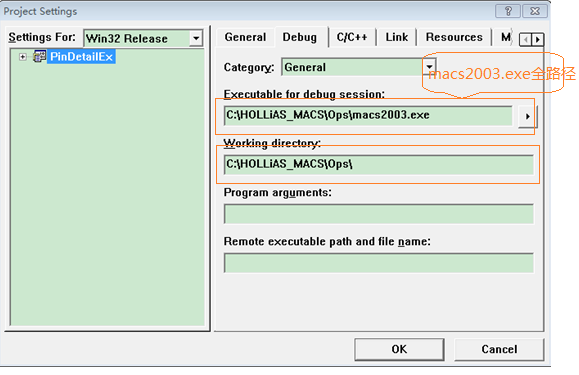 Project Settings
Settings For: Win32 Release
PinDetailEx
General Debug C/C++ Link Resources M
Category: General
macs2003.exe全路径
Executable for debug session:
C:\HOLLiAS_MACS\Ops\macs2003.exe
Working directory:
C:\HOLLiAS_MACS\Ops\
Program arguments:
Remote executable path and file name:
OK Cancel